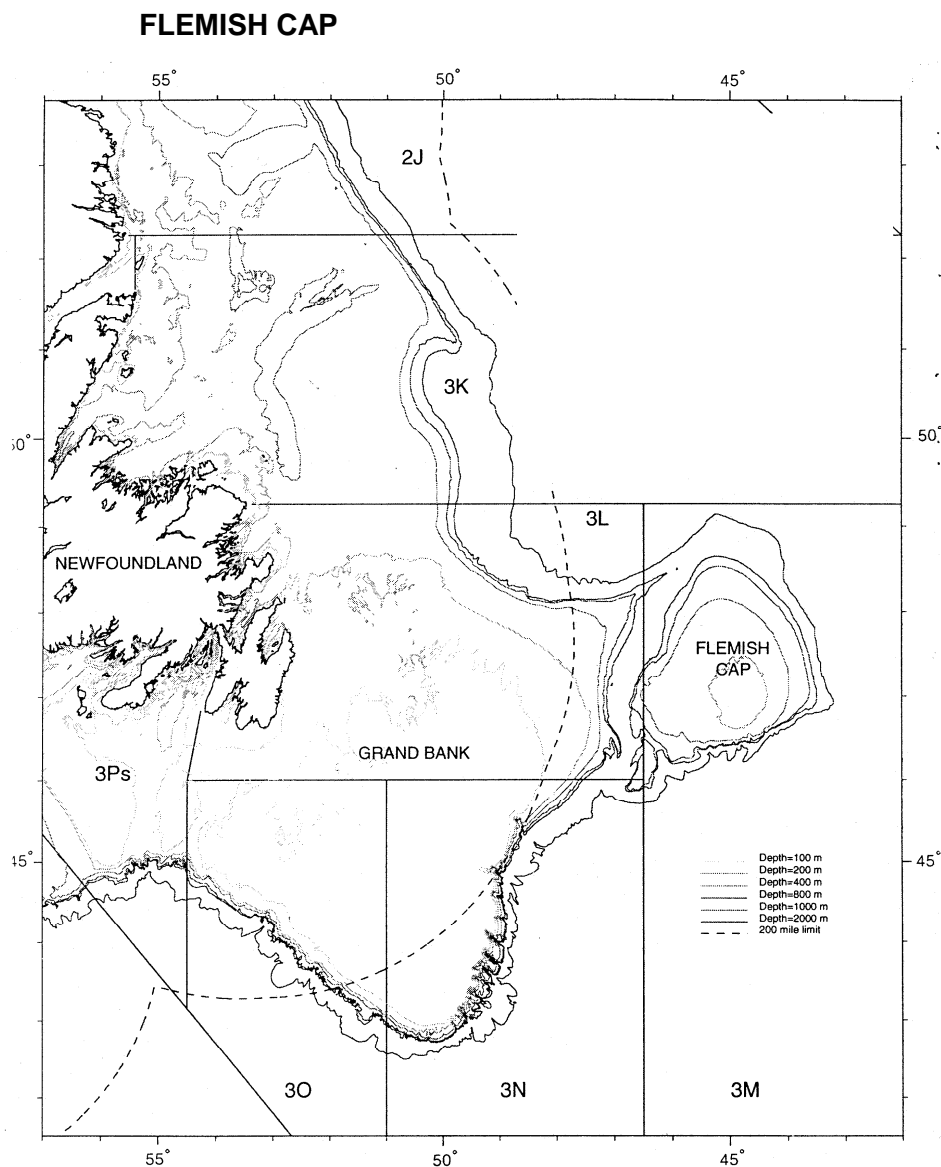 FLEMISH CAP
55°
50°
45°
2J
3K
50°
50°
3L
NEWFOUNDLAND
FLEMISH
CAP
GRAND BANK
3Ps
45°
45°
Depth=100 m
Depth=200 m
Depth=400 m
Depth=800 m
Depth=1000 m
Depth=2000 m
200 mile limit
3O
3N
3M
55°
50°
45°